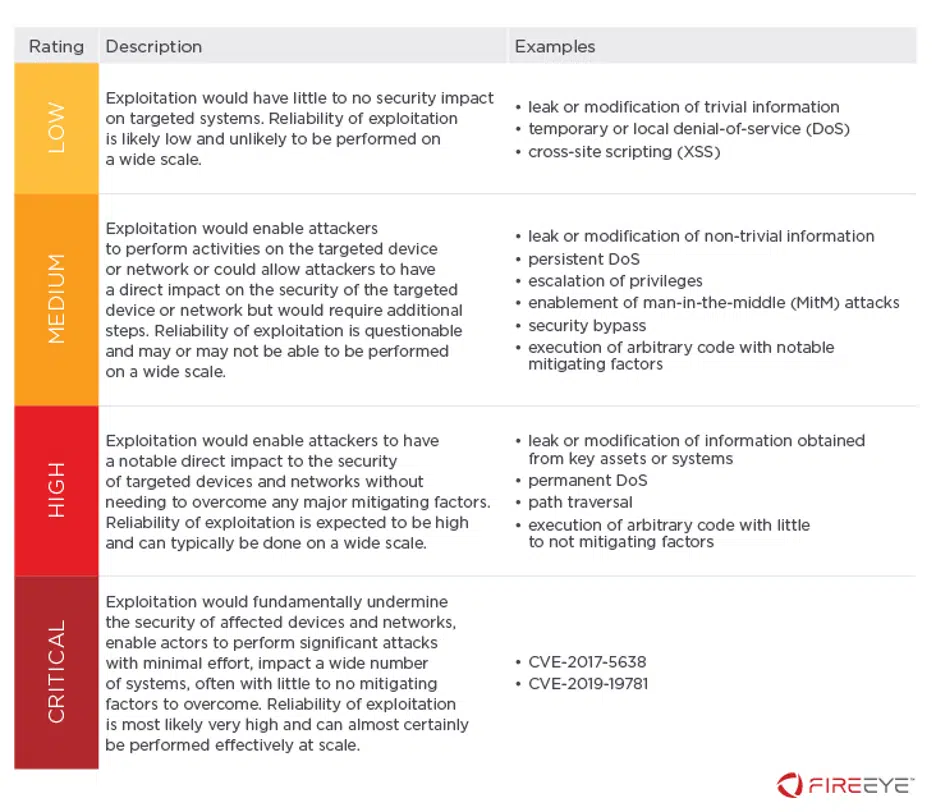 Rating
Description
Examples
LOW
Exploitation would have little to no security impact
on targeted systems. Reliability of exploitation
is likely low and unlikely to be performed on
a wide scale.
• leak or modification of trivial information
• temporary or local denial-of-service (DoS)
• cross-site scripting (XSS)
MEDIUM
Exploitation would enable attackers
to perform activities on the targeted device
or network or could allow attackers to have
a direct impact on the security of the targeted
device or network but would require additional
steps. Reliability of exploitation is questionable
and may or may not be able to be performed
on a wide scale.
• leak or modification of non-trivial information
• persistent DoS
• escalation of privileges
• enablement of man-in-the-middle (MitM) attacks
• security bypass
• execution of arbitrary code with notable
mitigating factors
HIGH
Exploitation would enable attackers to have
a notable direct impact to the security
of targeted devices and networks without
needing to overcome any major mitigating factors.
Reliability of exploitation is expected to be high
and can typically be done on a wide scale.
• leak or modification of information obtained
from key assets or systems
• permanent DoS
• path traversal
• execution of arbitrary code with little
to not mitigating factors
CRITICAL
Exploitation would fundamentally undermine
the security of affected devices and networks,
enable actors to perform significant attacks
with minimal effort, impact a wide number
of systems, often with little to no mitigating
factors to overcome. Reliability of exploitation
is most likely very high and can almost certainly
be performed effectively at scale.
• CVE-2017-5638
• CVE-2019-19781
FIREEYE™